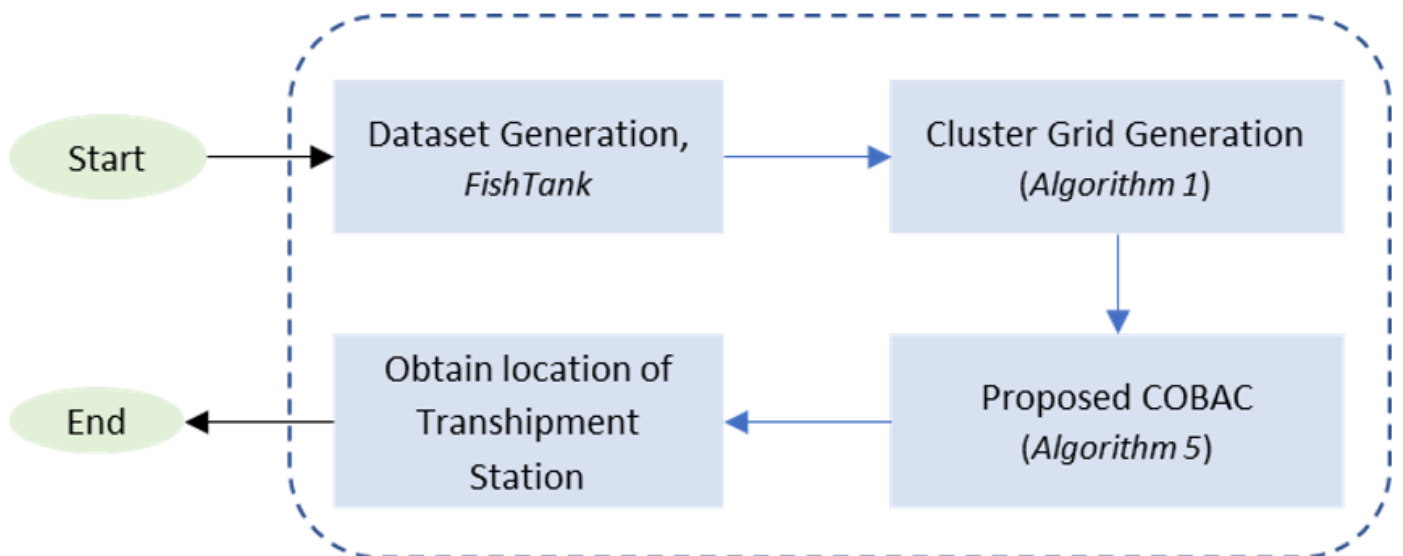 Start
Dataset Generation,
FishTank
Cluster Grid Generation
(Algorithm 1)
Proposed COBAC
(Algorithm 5)
Obtain location of
Transhipment
Station
End